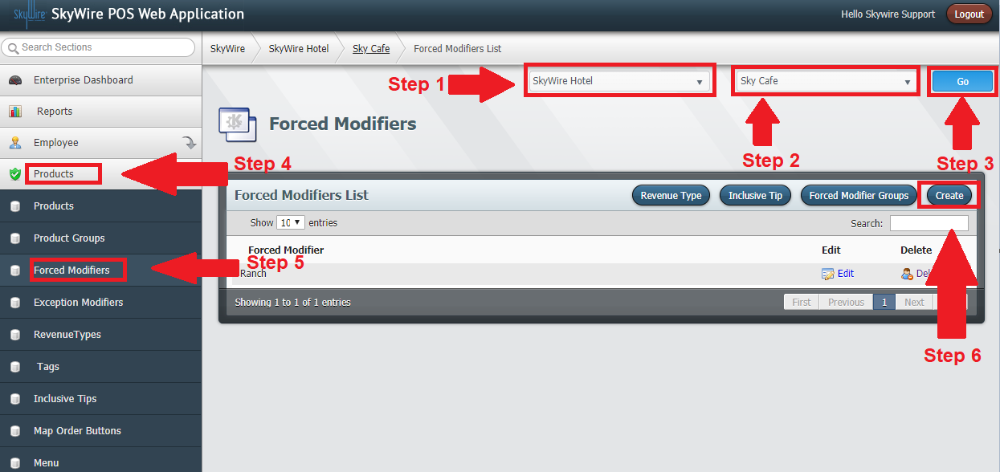 SkyWire SkyWire POS Web Application
Hello Skywire Support Logout
Search Sections
SkyWire SkyWire Hotel Sky Cafe Forced Modifiers List
Step 1 SkyWire Hotel Sky Cafe Go
Step 2 Step 3
Enterprise Dashboard
Reports
Employee
Products
Step 4
Products
Product Groups
Forced Modifiers
Step 5
Exception Modifiers
RevenueTypes
Tags
Inclusive Tips
Map Order Buttons
Menu
Forced Modifiers
Forced Modifiers List Revenue Type Inclusive Tip Forced Modifier Groups Create
Show 10 entries Search:
Forced Modifier Edit Delete
Ranch Edit
Showing 1 to 1 of 1 entries First Previous 1 Next
Step 6